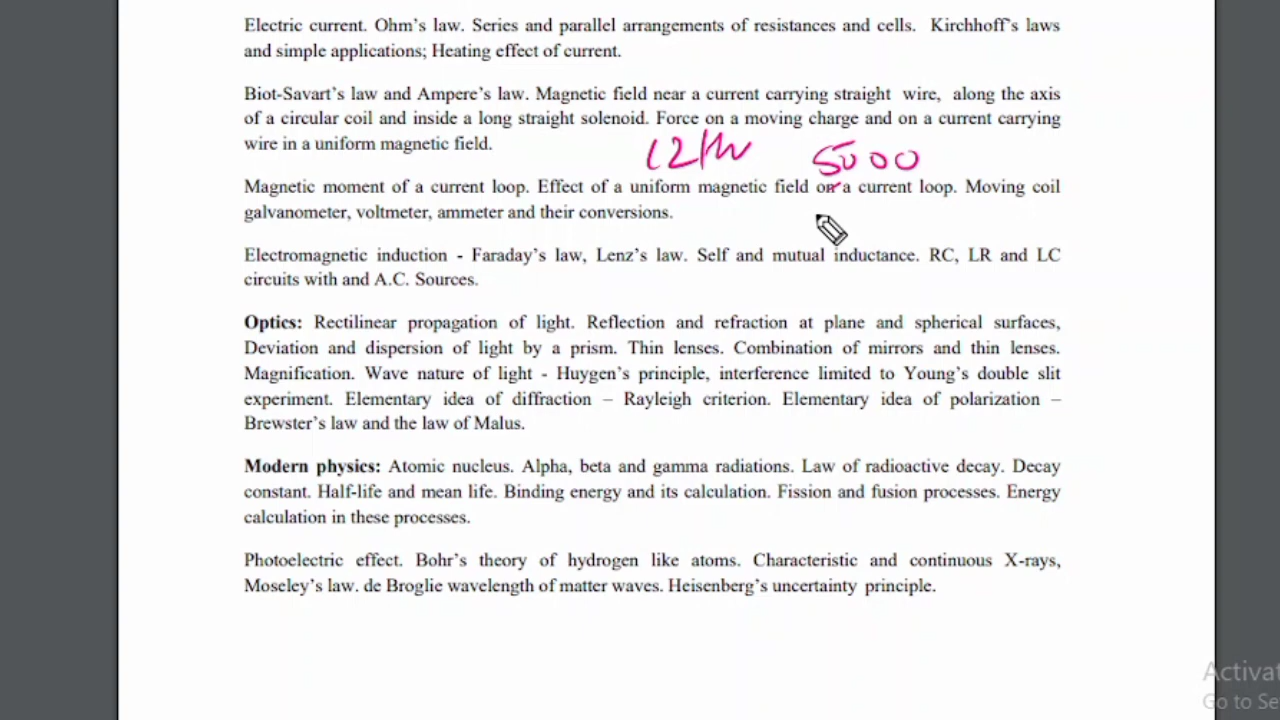 Electric current. Ohm's law. Series and parallel arrangements of resistances and cells. Kirchhoff's laws
and simple applications; Heating effect of current.
Biot-Savart's law and Ampere's law. Magnetic field near a current carrying straight wire, along the axis
of a circular coil and inside a long straight solenoid. Force on a moving charge and on a current carrying
wire in a uniform magnetic field.
12th 5000
Magnetic moment of a current loop. Effect of a uniform magnetic field on a current loop. Moving coil
galvanometer, voltmeter, ammeter and their conversions.
Electromagnetic induction - Faraday's law, Lenz's law. Self and mutual inductance. RC, LR and LC
circuits with and A.C. Sources.
Optics: Rectilinear propagation of light. Reflection and refraction at plane and spherical surfaces,
Deviation and dispersion of light by a prism. Thin lenses. Combination of mirrors and thin lenses.
Magnification. Wave nature of light - Huygen's principle, interference limited to Young's double slit
experiment. Elementary idea of diffraction – Rayleigh criterion. Elementary idea of polarization –
Brewster's law and the law of Malus.
Modern physics: Atomic nucleus. Alpha, beta and gamma radiations. Law of radioactive decay. Decay
constant. Half-life and mean life. Binding energy and its calculation. Fission and fusion processes. Energy
calculation in these processes.
Photoelectric effect. Bohr's theory of hydrogen like atoms. Characteristic and continuous X-rays,
Moseley's law. de Broglie wavelength of matter waves. Heisenberg's uncertainty principle.
Activat
Go to Se